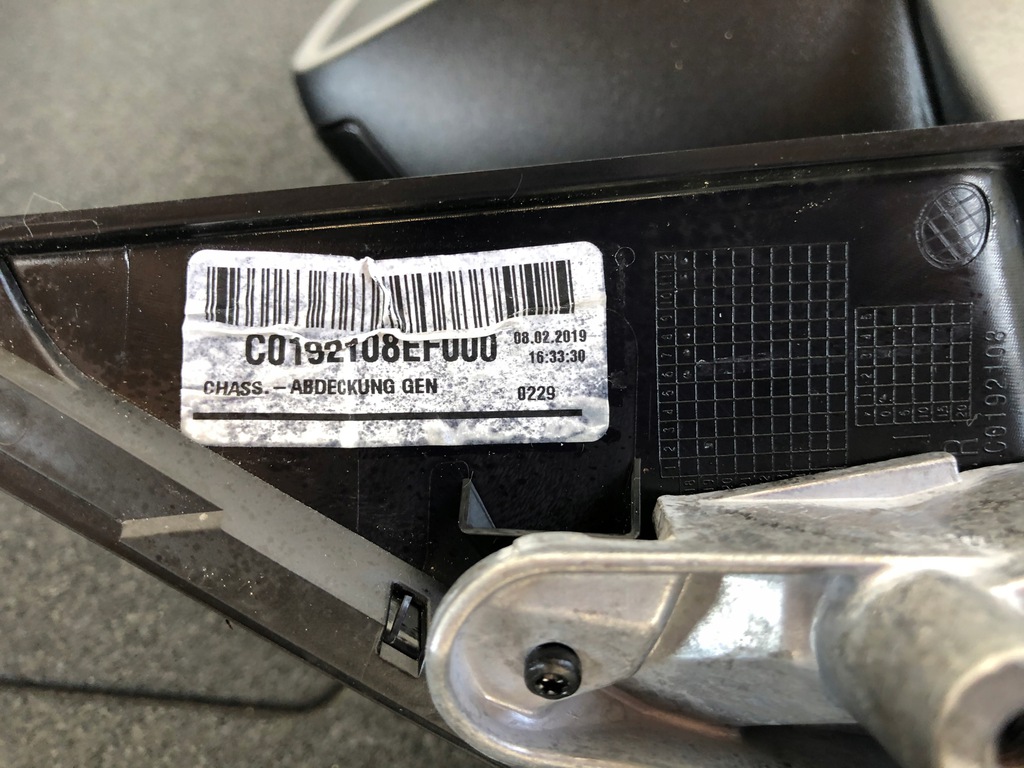 C0192108EF000
08.02.2019
16:33:30
CHASS.-ABDECKUNG GEN
0229
R
C0192108